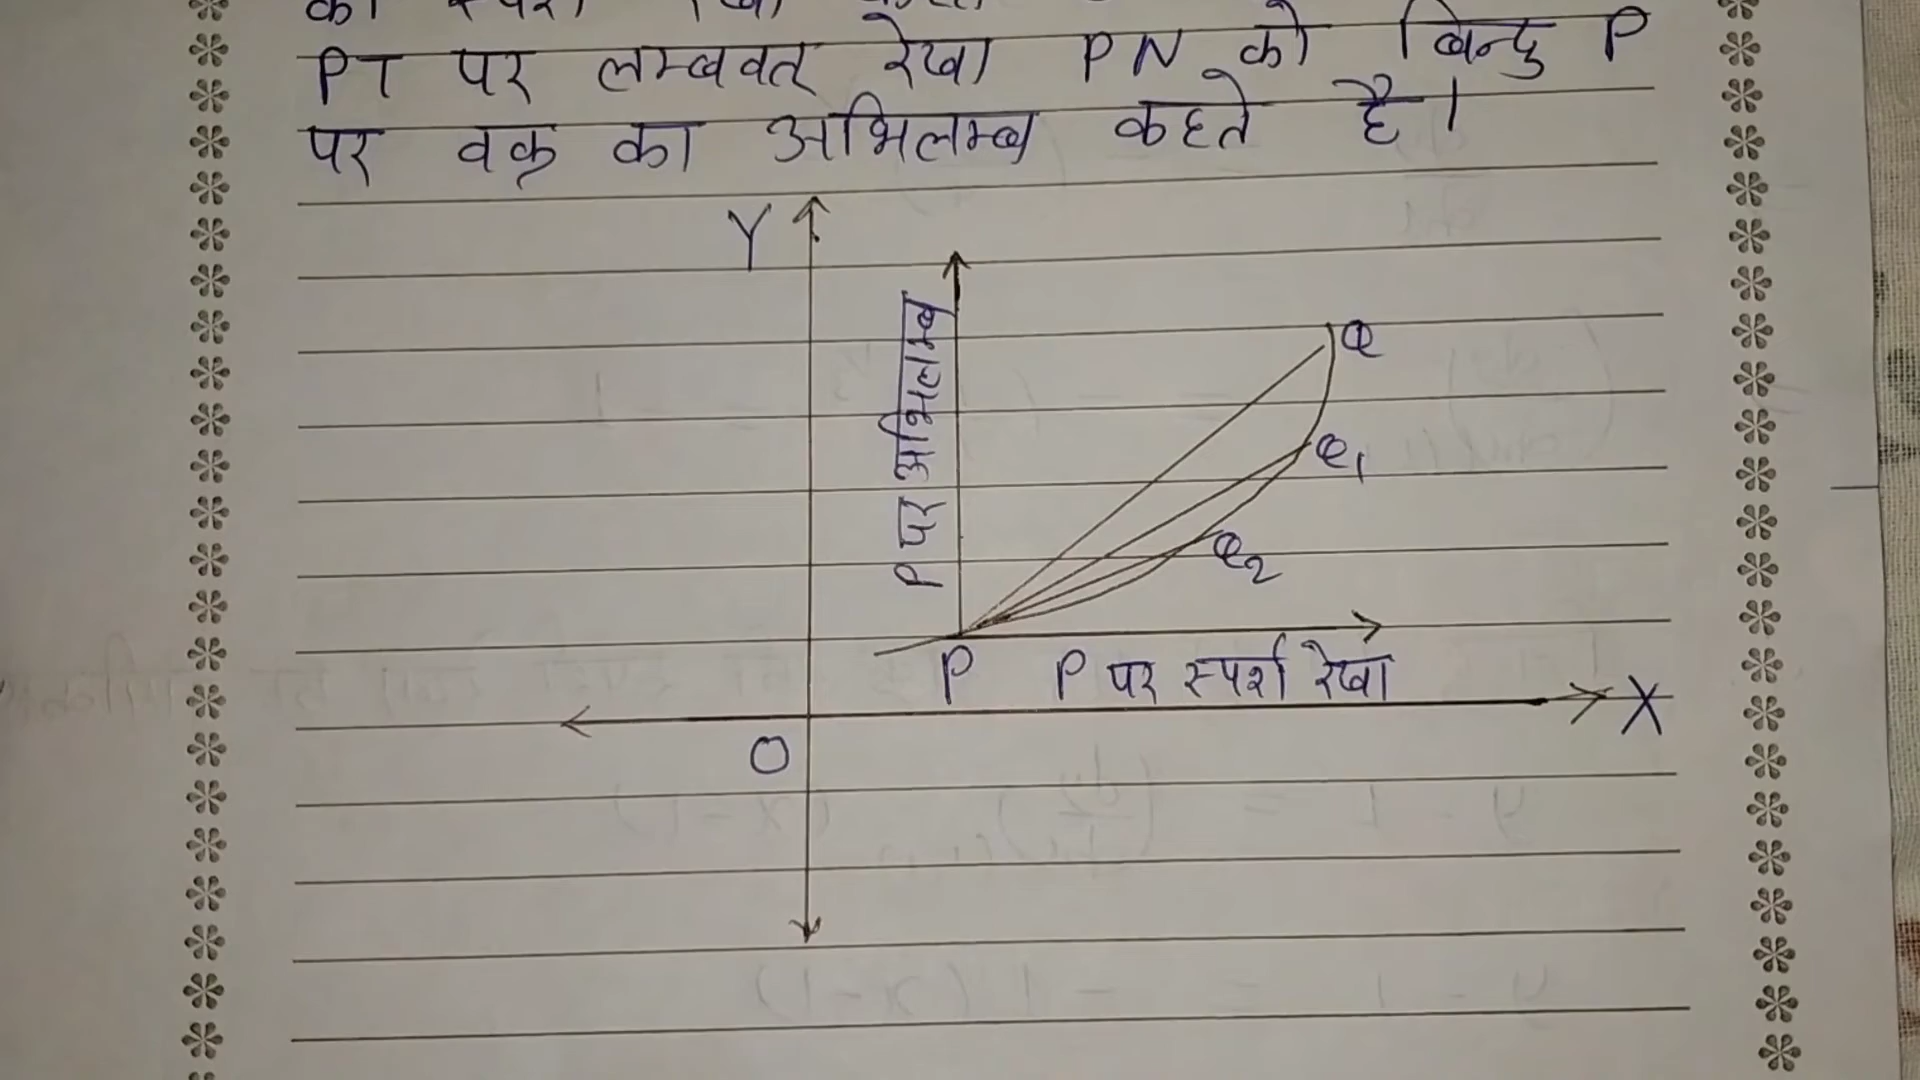 PT पर लम्बवत रेखा PN को बिन्दु P
पर वक्र का अभिलम्ब कहते है।
Y
P पर अभिलम्ब
Q
Q1
Q2
P
P पर स्पर्श रेखा
X
O